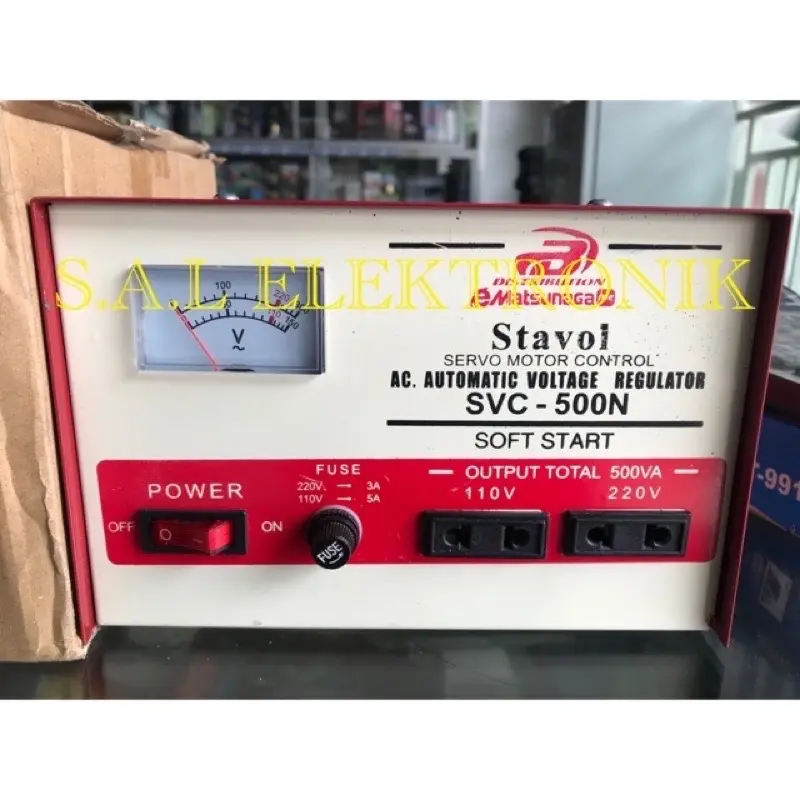 S.A.L ELEKTRONIK
DISTRIBUTION
Matsunaga
Stavol
SERVO MOTOR CONTROL
AC. AUTOMATIC VOLTAGE REGULATOR
SVC - 500N
SOFT START
100
150
V
~
FUSE
220V → 3A
110V → 5A
POWER
OFF
O
ON
FUSE
OUTPUT TOTAL 500VA
110V 220V